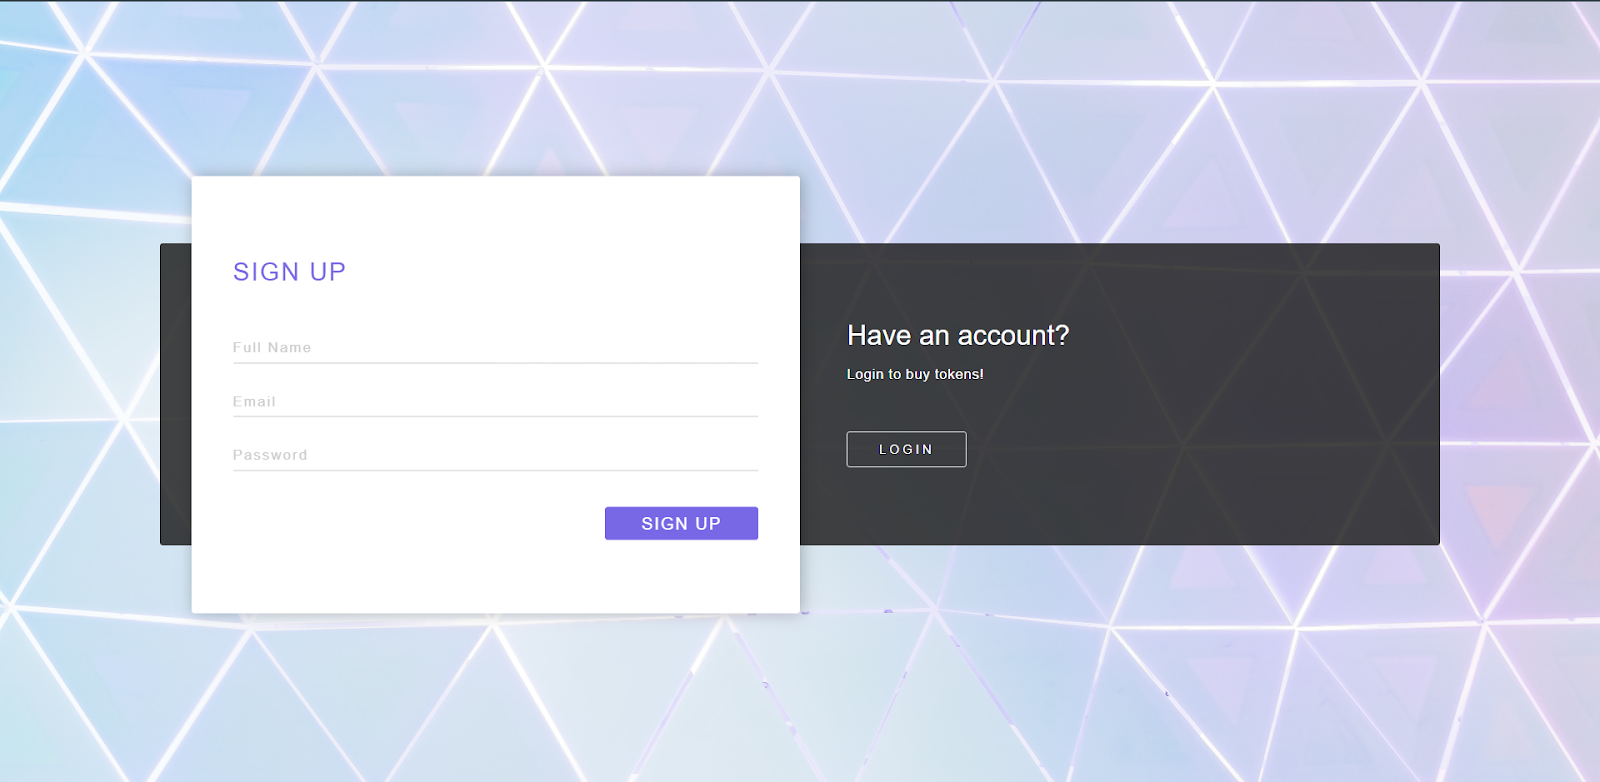 SIGN UP
Full Name
Email
Password
SIGN UP
Have an account?
Login to buy tokens!
LOGIN